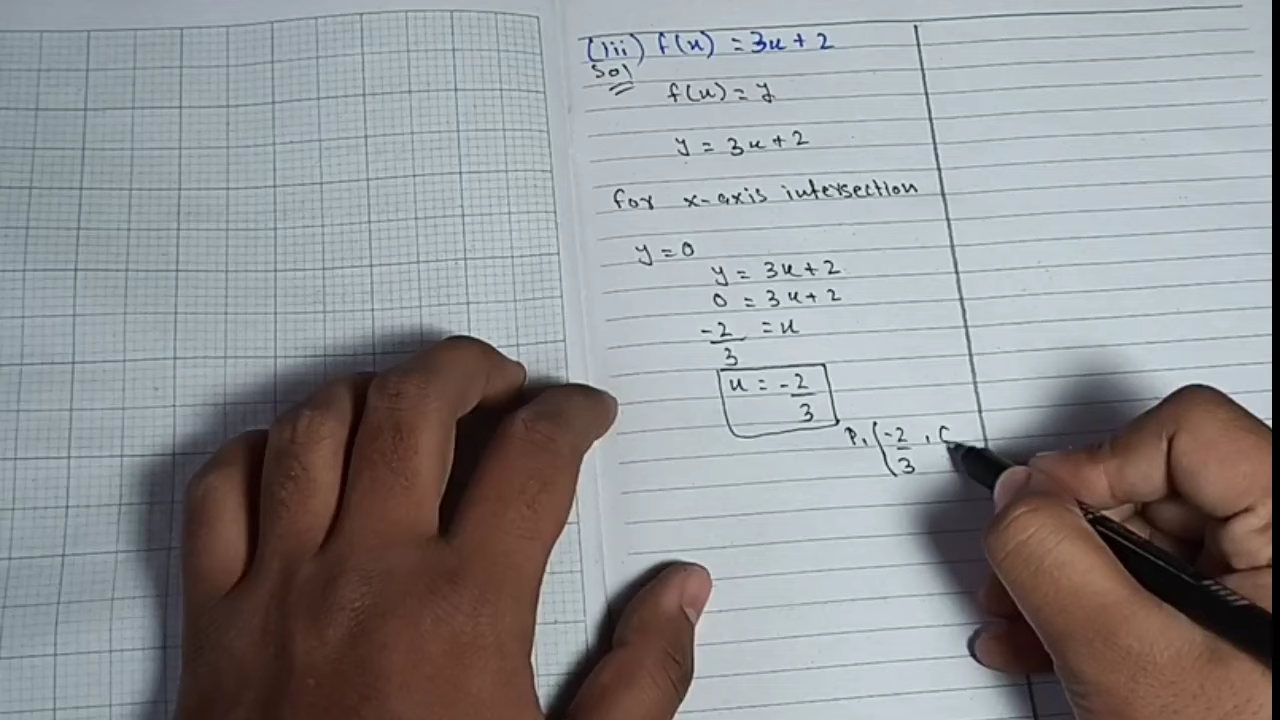 (iii) f(x) = 3x + 2
Sol
f(x) = y
y = 3x + 2
for x-axis intersection
y = 0
y = 3x + 2
0 = 3x + 2
-2/3 = x
x = -2/3
P₁ (-2/3 ,